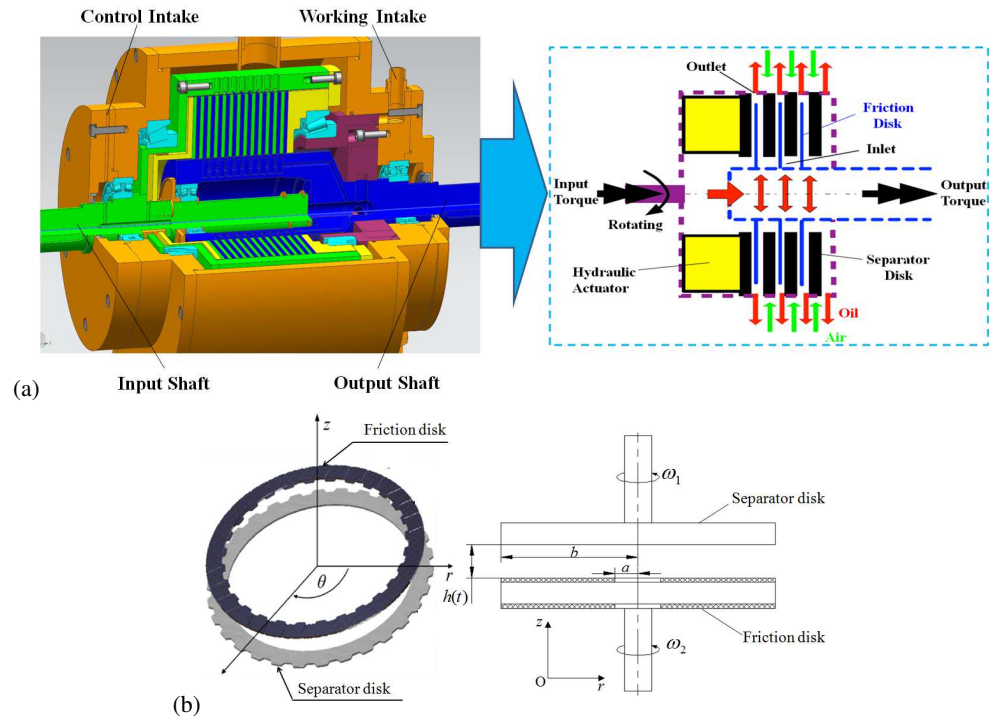 Control Intake
Working Intake
Input Shaft
Output Shaft
(a)
Outlet
Friction
Disk
Inlet
Input
Torque
Rotating
Output
Torque
Hydraulic
Actuator
Separator
Disk
Oil
Air
z
Friction disk
θ
r
Separator disk
(b)
ω1
Separator disk
b
a
h(t)
z
O
r
ω2
Friction disk